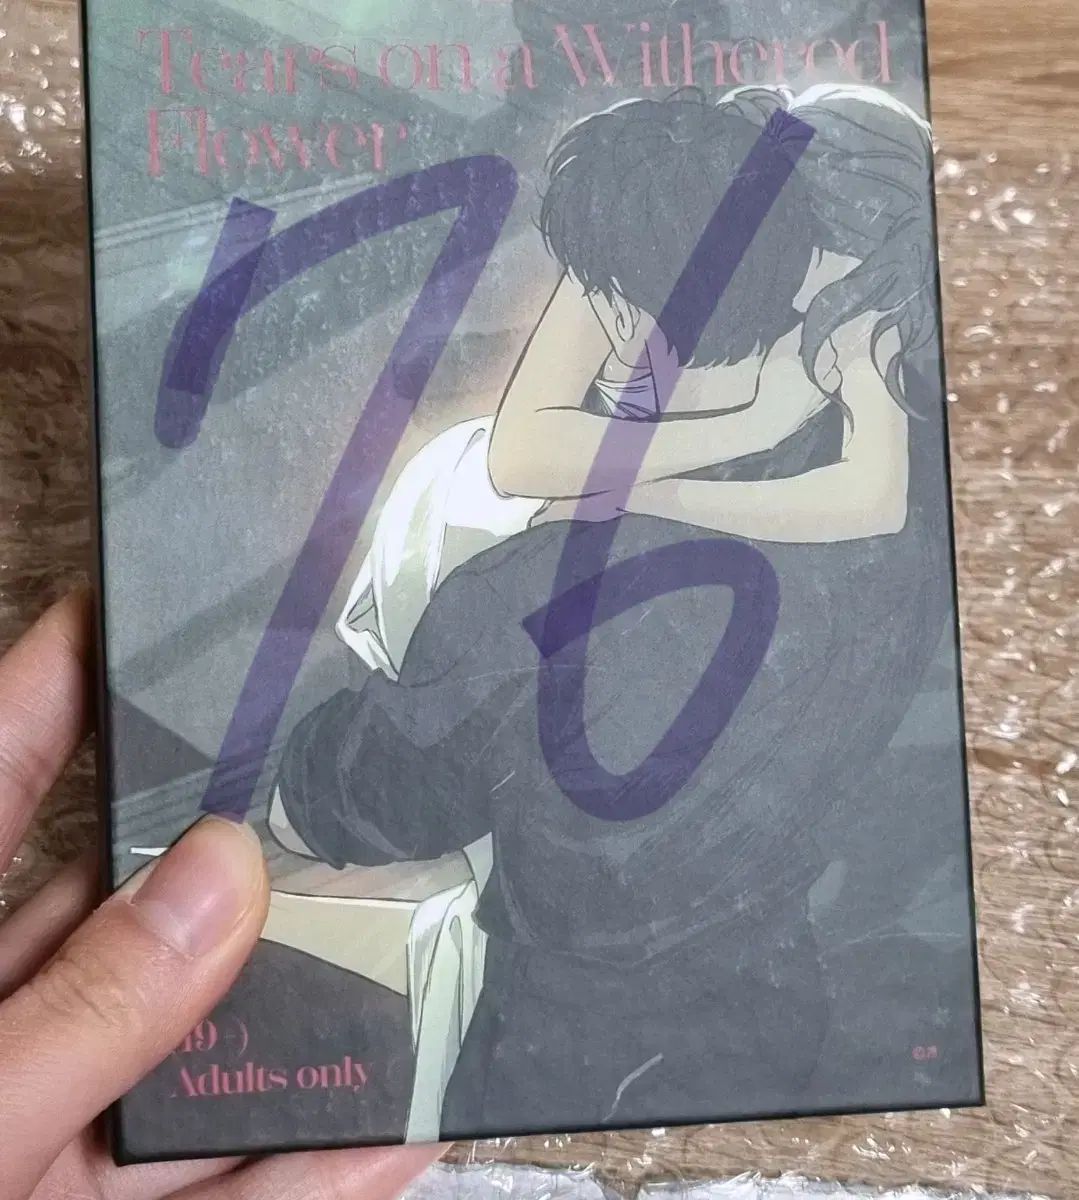 Tears on a Withered
Flower
76
19+)
Adults only